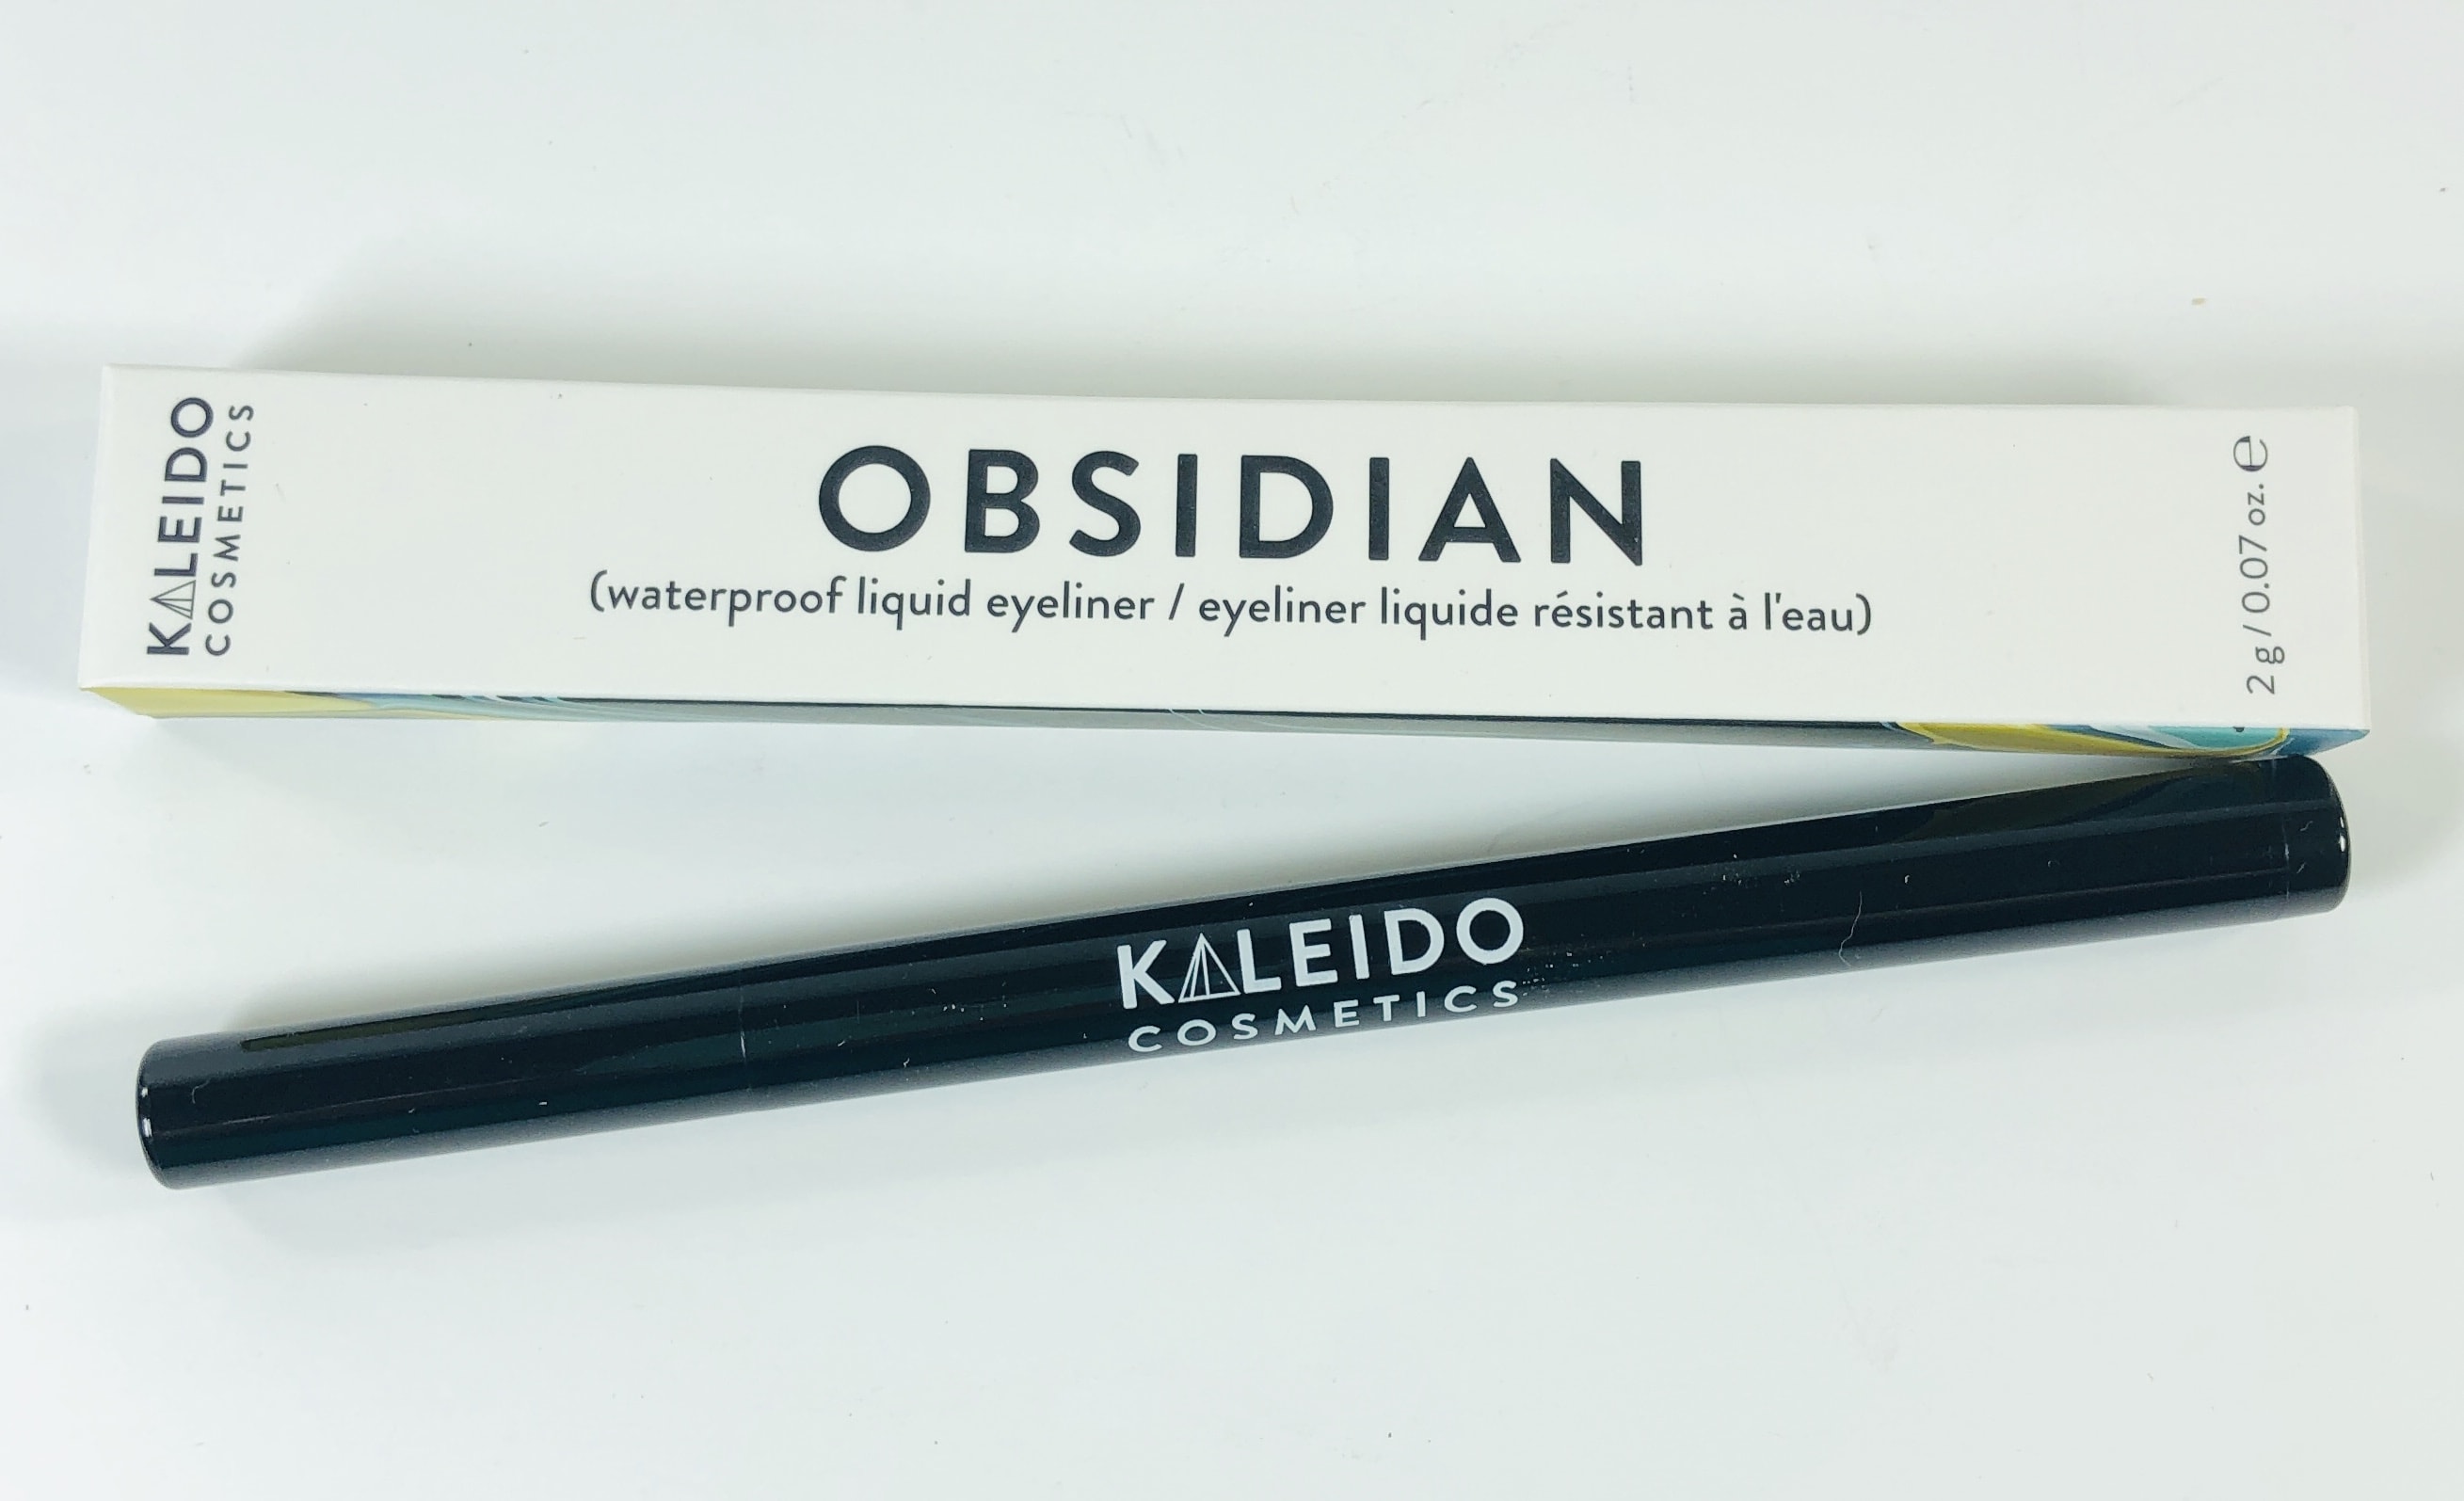 KALEIDO
COSMETICS
OBSIDIAN
(waterproof liquid eyeliner / eyeliner liquide résistant à l'eau)
2 g / 0.07 oz. ℮
KALEIDO
COSMETICS